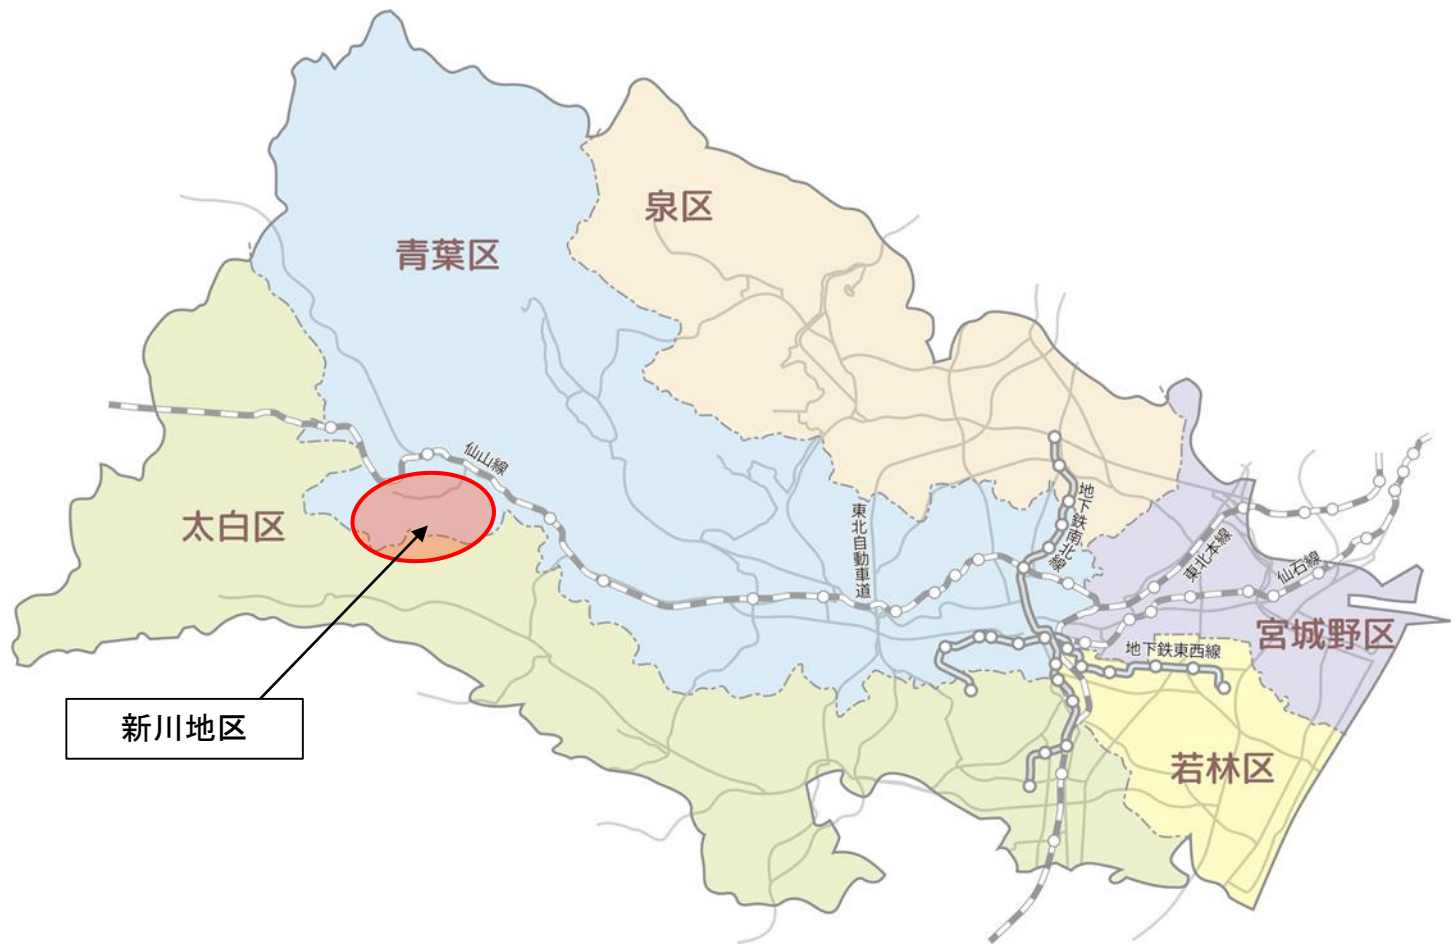 泉区
青葉区
仙山線
太白区
東北自動車道
地下鉄南北線
東北本線
仙石線
宮城野区
地下鉄東西線
新川地区
若林区